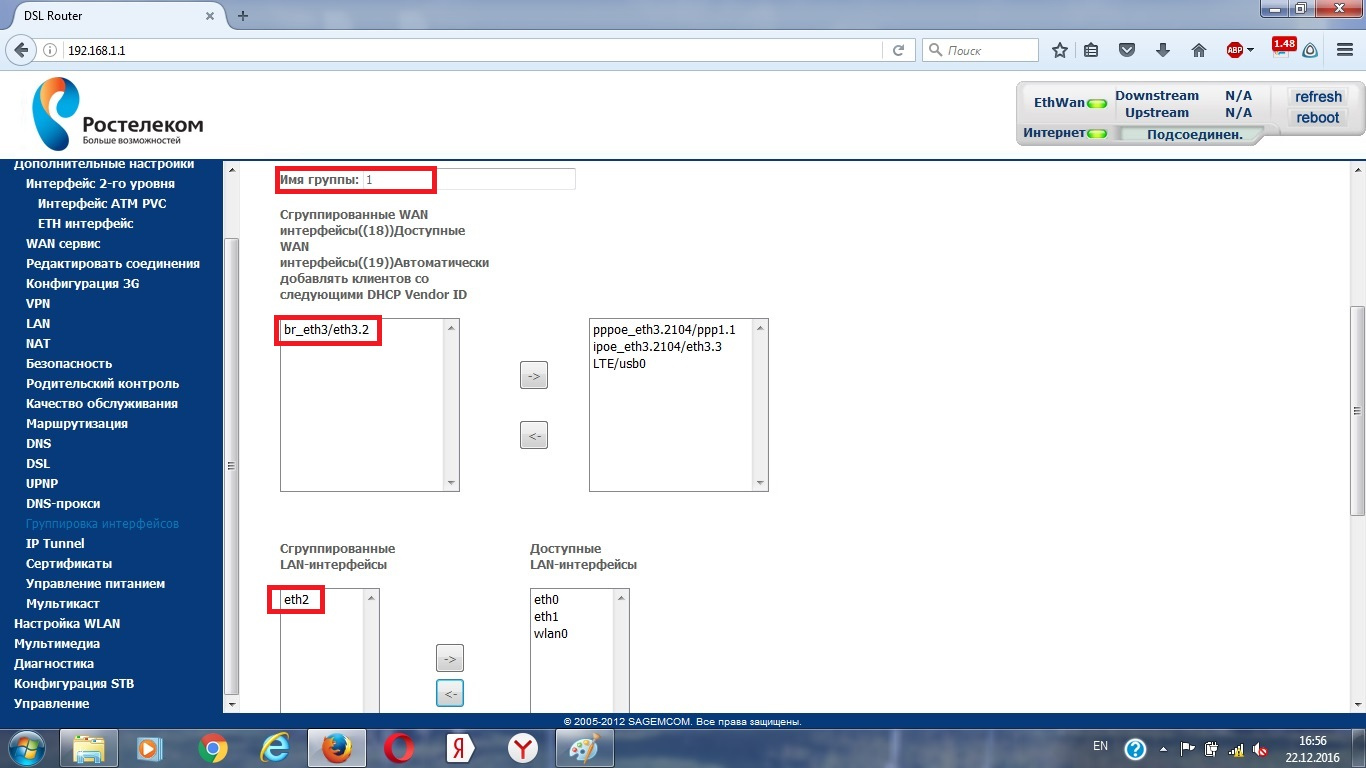 DSL Router
192.168.1.1
Поиск
ABP
1.48
Ростелеком
Больше возможностей
EthWan
Downstream N/A
Upstream N/A
Интернет
Подсоединен.
refresh
reboot
Дополнительные настройки
Интерфейс 2-го уровня
Интерфейс ATM PVC
ETH интерфейс
WAN сервис
Редактировать соединения
Конфигурация 3G
VPN
LAN
NAT
Безопасность
Родительский контроль
Качество обслуживания
Маршрутизация
DNS
DSL
UPNP
DNS-прокси
Группировка интерфейсов
IP Tunnel
Сертификаты
Управление питанием
Мультикаст
Настройка WLAN
Мультимедиа
Диагностика
Конфигурация STB
Управление
Имя группы: 1
Сгруппированные WAN
интерфейсы((18))Доступные
WAN
интерфейсы((19))Автоматически
добавлять клиентов со
следующими DHCP Vendor ID
br_eth3/eth3.2
->
<-
pppoe_eth3.2104/ppp1.1
ipoe_eth3.2104/eth3.3
LTE/usb0
Сгруппированные
LAN-интерфейсы
Доступные
LAN-интерфейсы
eth2
->
<-
eth0
eth1
wlan0
© 2005-2012 SAGEMCOM. Все права защищены.
EN
16:56
22.12.2016